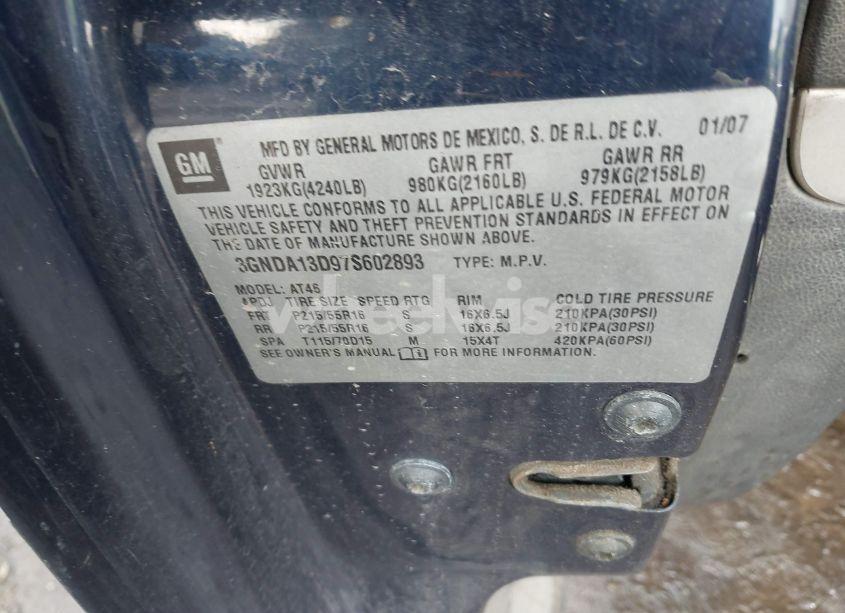 GM
MFD BY GENERAL MOTORS DE MEXICO, S. DE R.L. DE C.V. 01/07
GVWR GAWR FRT GAWR RR
1923KG(4240LB) 980KG(2160LB) 979KG(2158LB)
THIS VEHICLE CONFORMS TO ALL APPLICABLE U.S. FEDERAL MOTOR
VEHICLE SAFETY AND THEFT PREVENTION STANDARDS IN EFFECT ON
THE DATE OF MANUFACTURE SHOWN ABOVE.
3GNDA13D97S602893 TYPE: M.P.V.
MODEL: AT46
APDJ TIRE SIZE SPEED RTG RIM COLD TIRE PRESSURE
FRT P215/55R16 S 16X6.5J 210KPA(30PSI)
RR P215/55R16 S 16X6.5J 210KPA(30PSI)
SPA T115/70D15 M 15X4T 420KPA(60PSI)
SEE OWNER'S MANUAL FOR MORE INFORMATION.